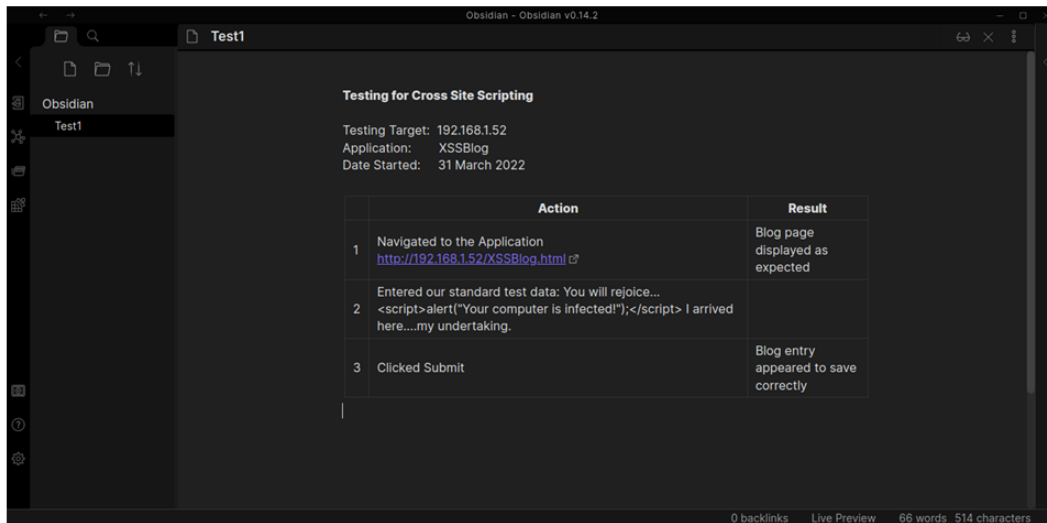 Obsidian - Obsidian v0.14.2
Test1
Obsidian
Test1
Testing for Cross Site Scripting
Testing Target: 192.168.1.52
Application: XSSBlog
Date Started: 31 March 2022
Action Result
1 Navigated to the Application
http://192.168.1.52/XSSBlog.html
Blog page
displayed as
expected
2 Entered our standard test data: You will rejoice...
<script>alert("Your computer is infected!");</script> I arrived
here....my undertaking.
3 Clicked Submit
Blog entry
appeared to save
correctly
0 backlinks Live Preview 66 words 514 characters